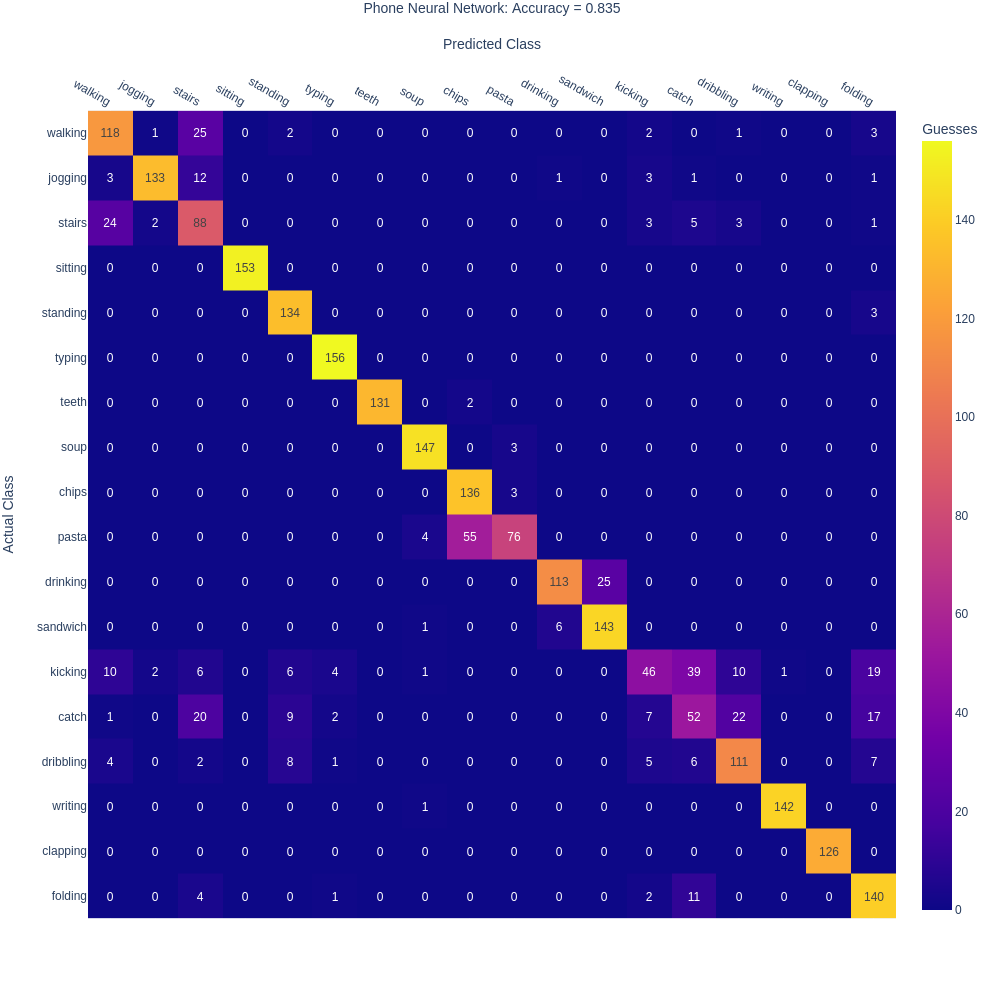 Phone Neural Network: Accuracy = 0.835
Predicted Class
walking jogging stairs sitting standing typing teeth soup chips pasta drinking sandwich kicking catch dribbling writing clapping folding
Guesses
walking 118 1 25 0 2 0 0 0 0 0 0 0 2 0 1 0 0 3
jogging 3 133 12 0 0 0 0 0 0 0 1 0 3 1 0 0 0 1
stairs 24 2 88 0 0 0 0 0 0 0 0 0 3 5 3 0 0 1
140
sitting 0 0 0 153 0 0 0 0 0 0 0 0 0 0 0 0 0 0
standing 0 0 0 0 134 0 0 0 0 0 0 0 0 0 0 0 0 3
120
typing 0 0 0 0 0 156 0 0 0 0 0 0 0 0 0 0 0 0
teeth 0 0 0 0 0 0 131 0 2 0 0 0 0 0 0 0 0 0
100
soup 0 0 0 0 0 0 0 147 0 3 0 0 0 0 0 0 0 0
chips 0 0 0 0 0 0 0 0 136 3 0 0 0 0 0 0 0 0
Actual Class
80
pasta 0 0 0 0 0 0 0 4 55 76 0 0 0 0 0 0 0 0
drinking 0 0 0 0 0 0 0 0 0 0 113 25 0 0 0 0 0 0
60
sandwich 0 0 0 0 0 0 0 1 0 0 6 143 0 0 0 0 0 0
kicking 10 2 6 0 6 4 0 1 0 0 0 0 46 39 10 1 0 19
40
catch 1 0 20 0 9 2 0 0 0 0 0 0 7 52 22 0 0 17
dribbling 4 0 2 0 8 1 0 0 0 0 0 0 5 6 111 0 0 7
20
writing 0 0 0 0 0 0 0 1 0 0 0 0 0 0 0 142 0 0
clapping 0 0 0 0 0 0 0 0 0 0 0 0 0 0 0 0 126 0
folding 0 0 4 0 0 1 0 0 0 0 0 0 2 11 0 0 0 140
0